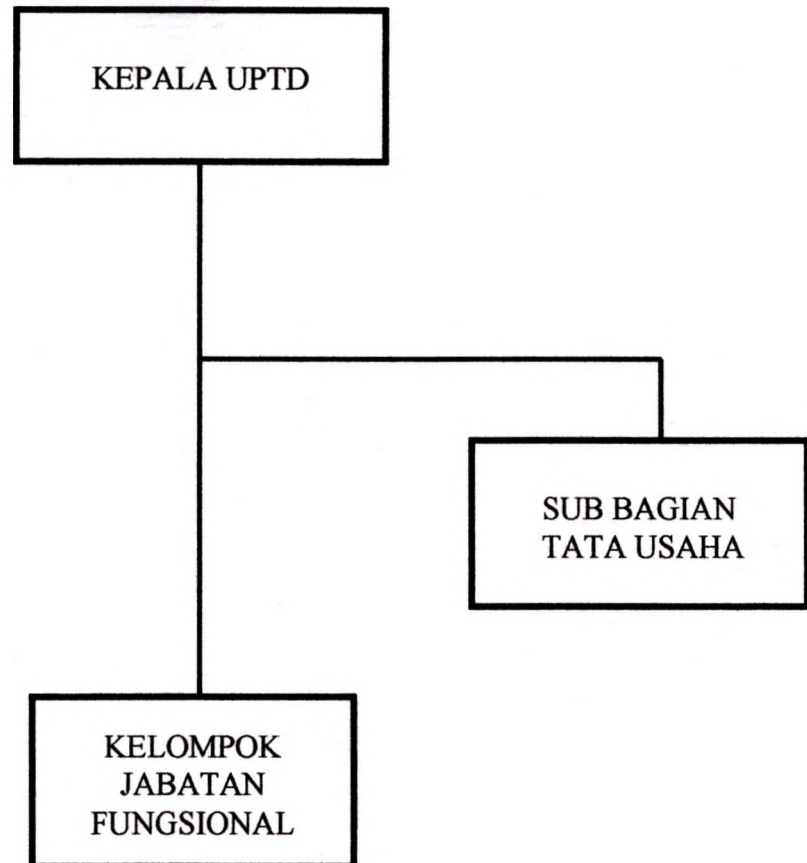 KEPALA UPTD
SUB BAGIAN
TATA USAHA
KELOMPOK
JABATAN
FUNGSIONAL